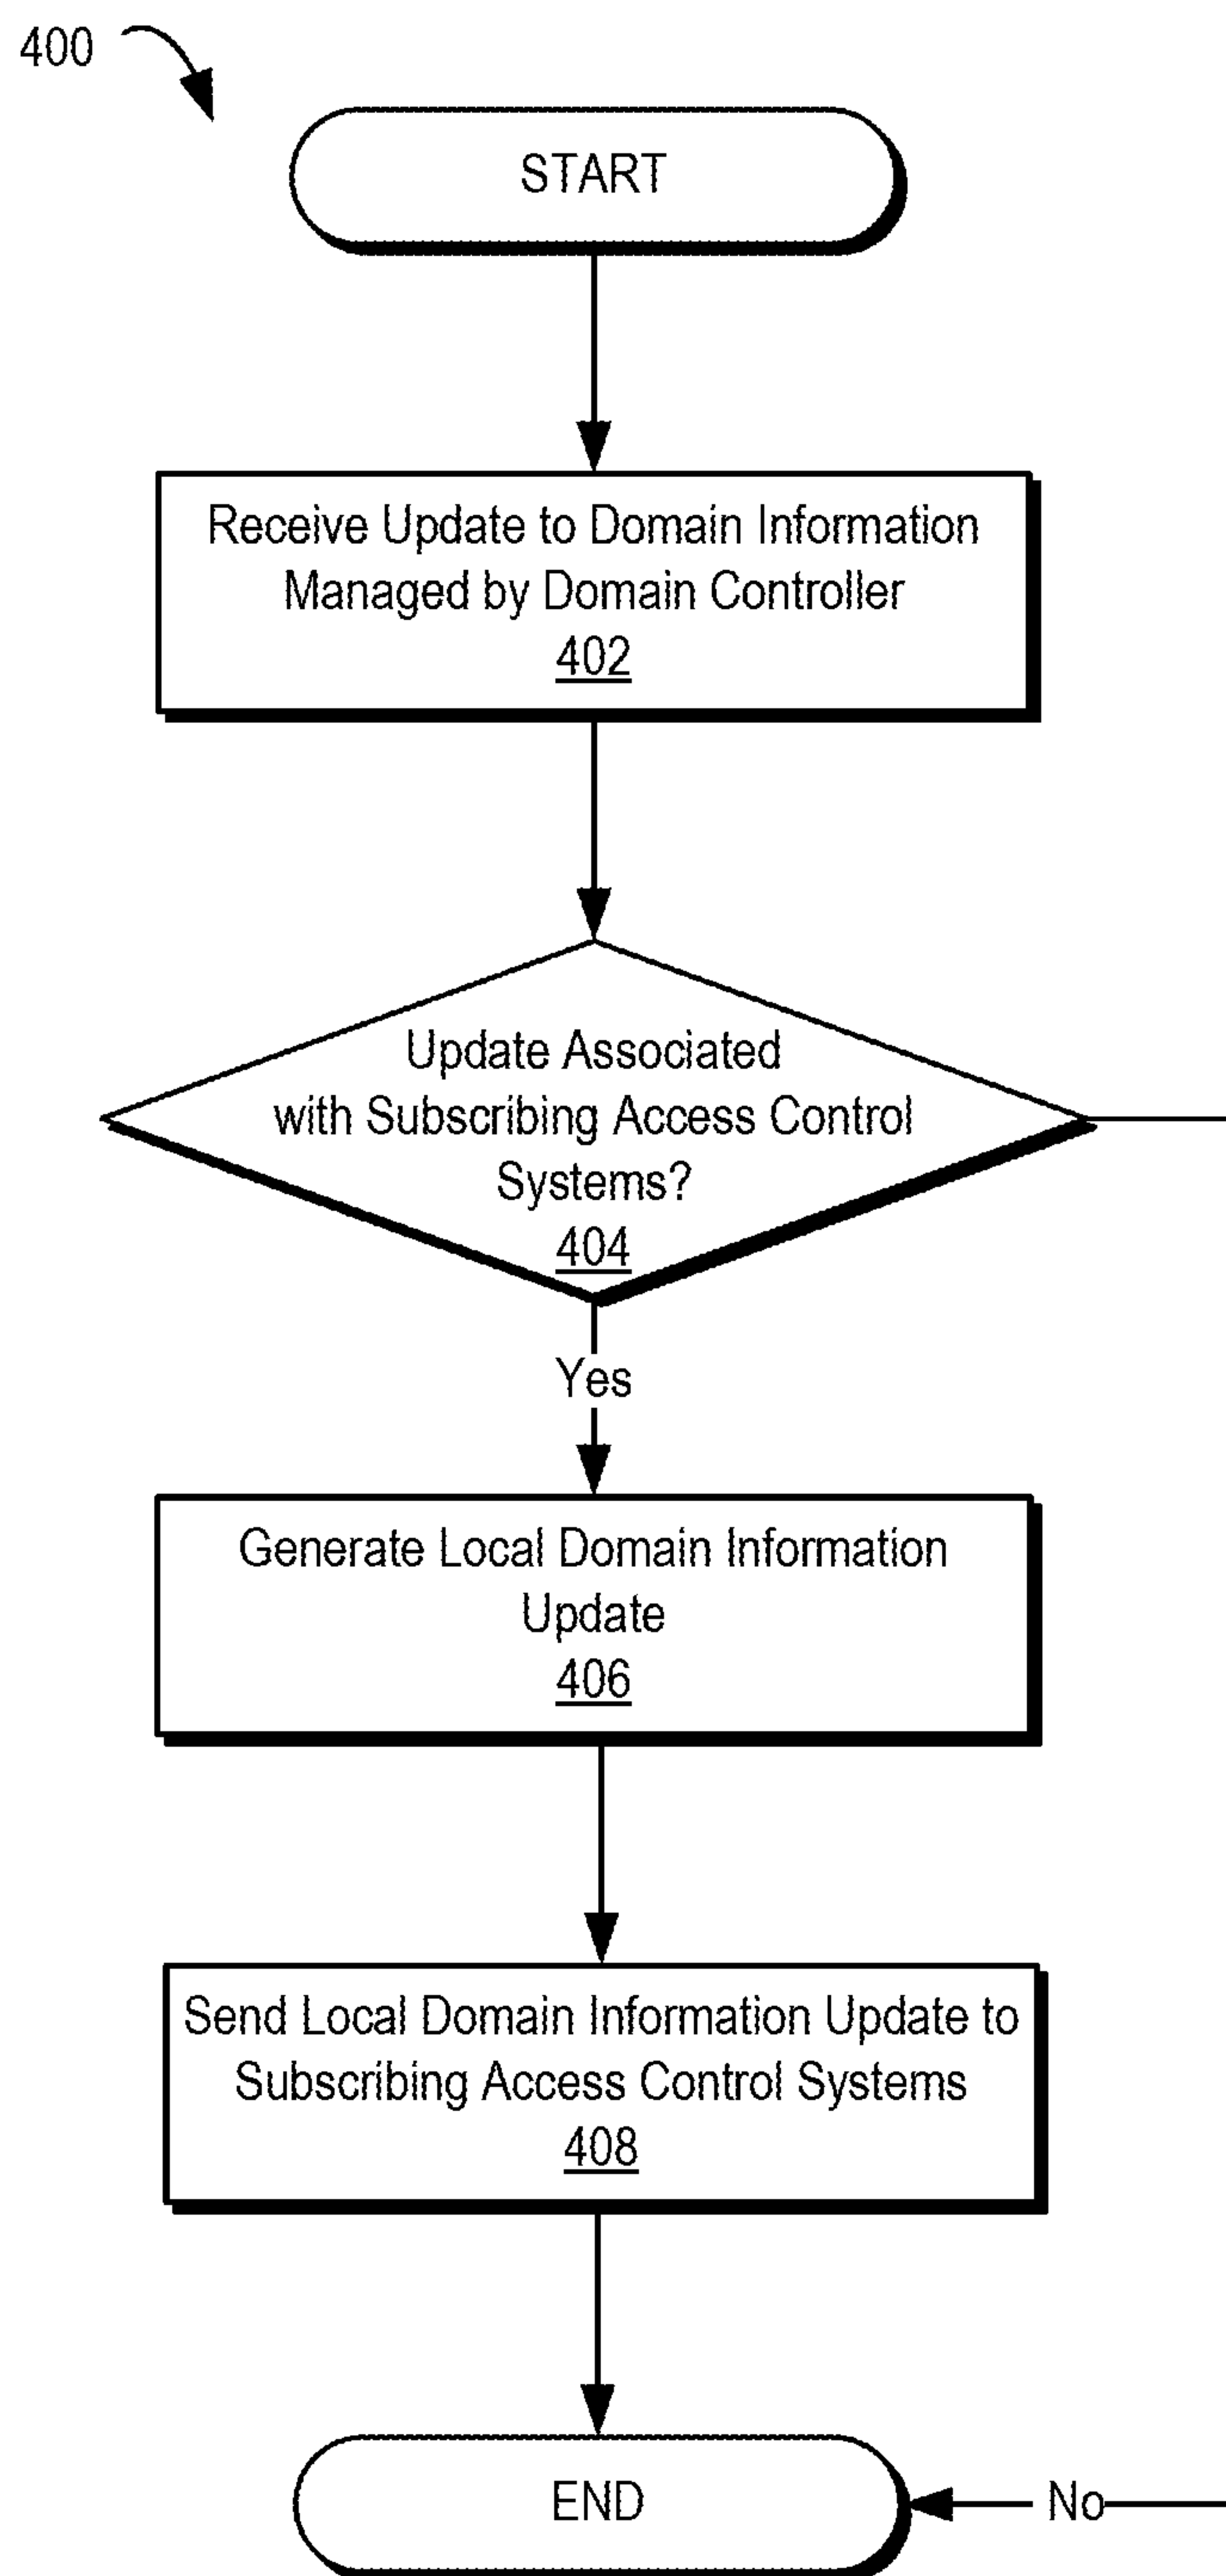 400
START
Receive Update to Domain Information
Managed by Domain Controller
402
Update Associated
with Subscribing Access Control
Systems?
404
Yes
Generate Local Domain Information
Update
406
Send Local Domain Information Update to
Subscribing Access Control Systems
408
END
No